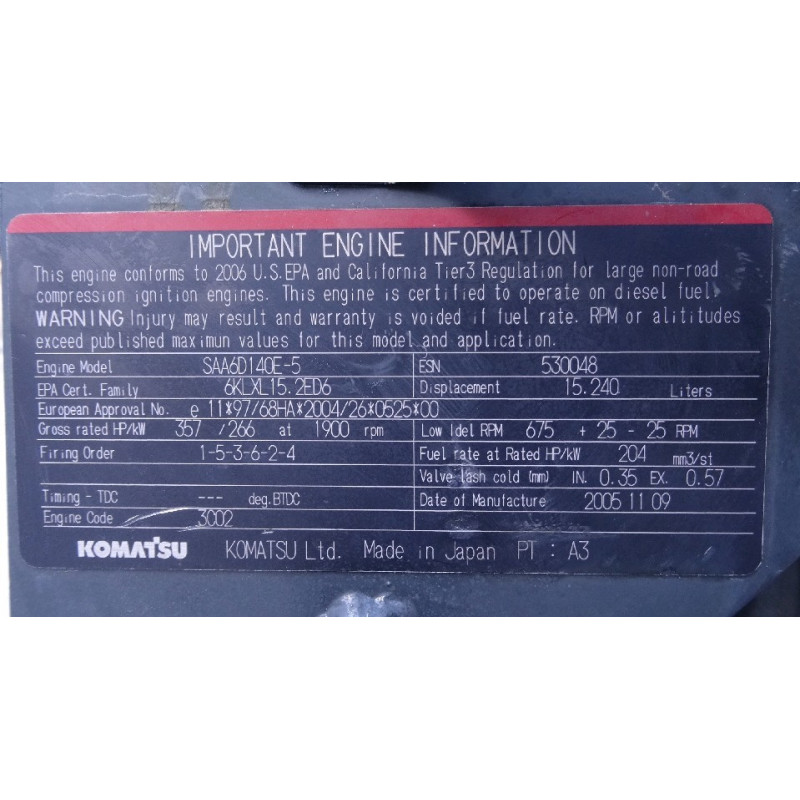 IMPORTANT ENGINE INFORMATION
This engine conforms to 2006 U.S.EPA and California Tier3 Regulation for large non-road
compression ignition engines. This engine is certified to operate on diesel fuel.
WARNING Injury may result and warranty is voided if fuel rate. RPM or alititudes
exceed published maximun values for this model and application.
Engine Model SAA6D140E-5 ESN 530048
EPA Cert. Family 6KLXL15.2ED6 Displacement 15.240 Liters
European Approval No. e 11*97/68HA*2004/26*0525*00
Gross rated HP/kW 357 /266 at 1900 rpm Low Idel RPM 675 + 25 - 25 RPM
Firing Order 1-5-3-6-2-4 Fuel rate at Rated HP/kW 204 mm3/st
Valve lash cold (mm) IN. 0.35 EX. 0.57
Timing - TDC --- deg.BTDC Date of Manufacture 2005 11 09
Engine Code 3002
KOMATSU KOMATSU Ltd. Made in Japan PT : A3